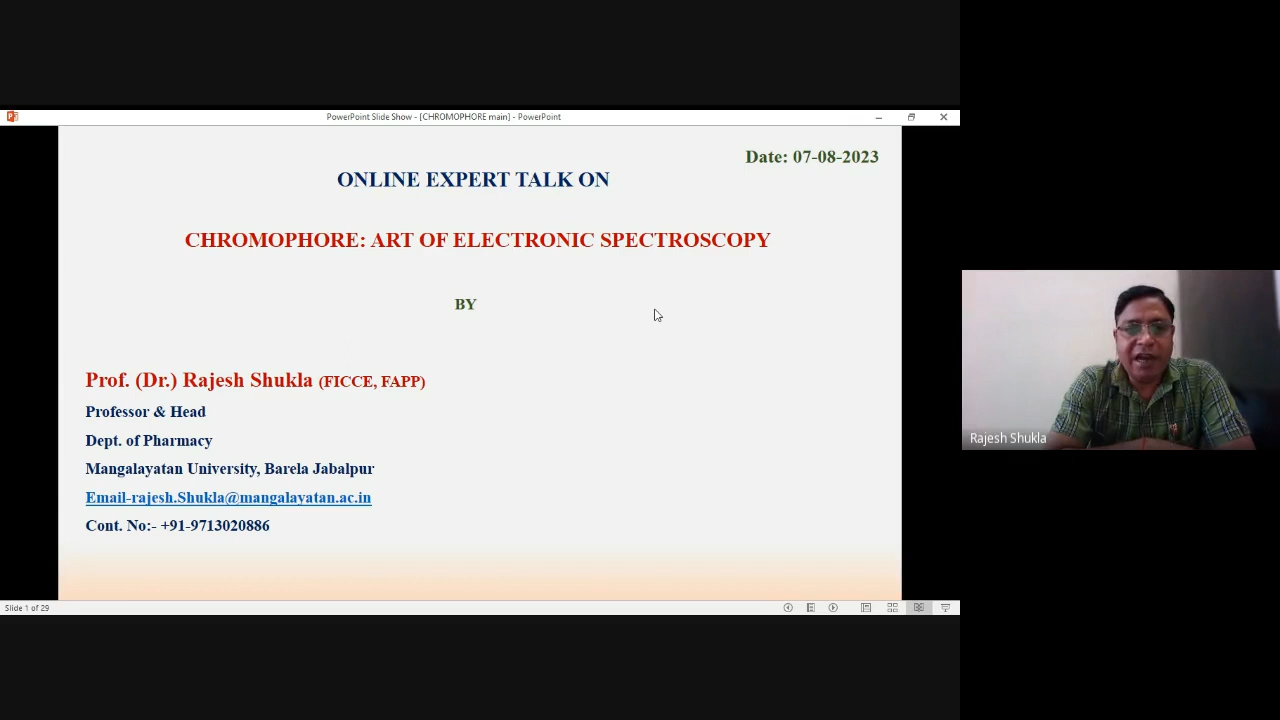 PowerPoint Slide Show - [CHROMOPHORE main] - PowerPoint
Date: 07-08-2023
ONLINE EXPERT TALK ON
CHROMOPHORE: ART OF ELECTRONIC SPECTROSCOPY
BY
Prof. (Dr.) Rajesh Shukla (FICCE, FAPP)
Professor & Head
Dept. of Pharmacy
Mangalayatan University, Barela Jabalpur
Email-rajesh.Shukla@mangalayatan.ac.in
Cont. No:- +91-9713020886
Slide 1 of 29
Rajesh Shukla